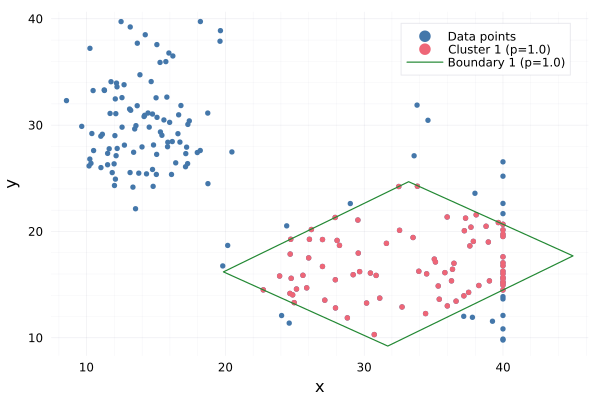 40
30
20
10
y
10 20 30 40
x
Data points
Cluster 1 (p=1.0)
Boundary 1 (p=1.0)